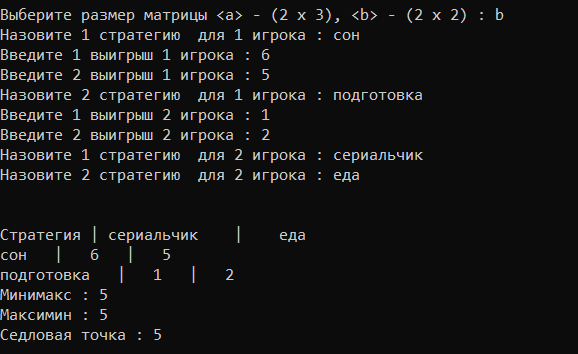 Выберите размер матрицы <a> - (2 x 3), <b> - (2 x 2) : b
Назовите 1 стратегию  для 1 игрока : сон
Введите 1 выигрыш 1 игрока : 6
Введите 2 выигрыш 1 игрока : 5
Назовите 2 стратегию  для 1 игрока : подготовка
Введите 1 выигрыш 2 игрока : 1
Введите 2 выигрыш 2 игрока : 2
Назовите 1 стратегию  для 2 игрока : сериальчик
Назовите 2 стратегию  для 2 игрока : еда
Стратегия | сериальчик    |    еда
сон   |   6   |   5
подготовка   |   1   |   2
Минимакс : 5
Максимин : 5
Седловая точка : 5